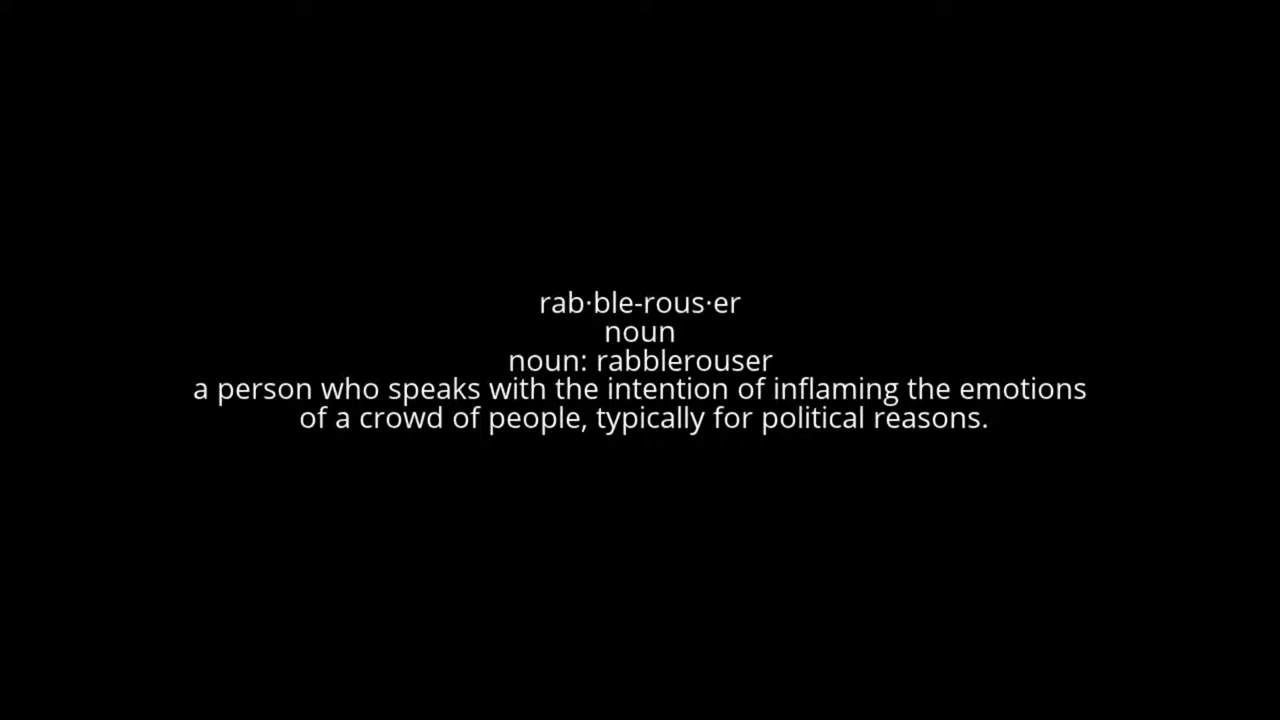 rab·ble-rous·er
noun
noun: rabblerouser
a person who speaks with the intention of inflaming the emotions
of a crowd of people, typically for political reasons.